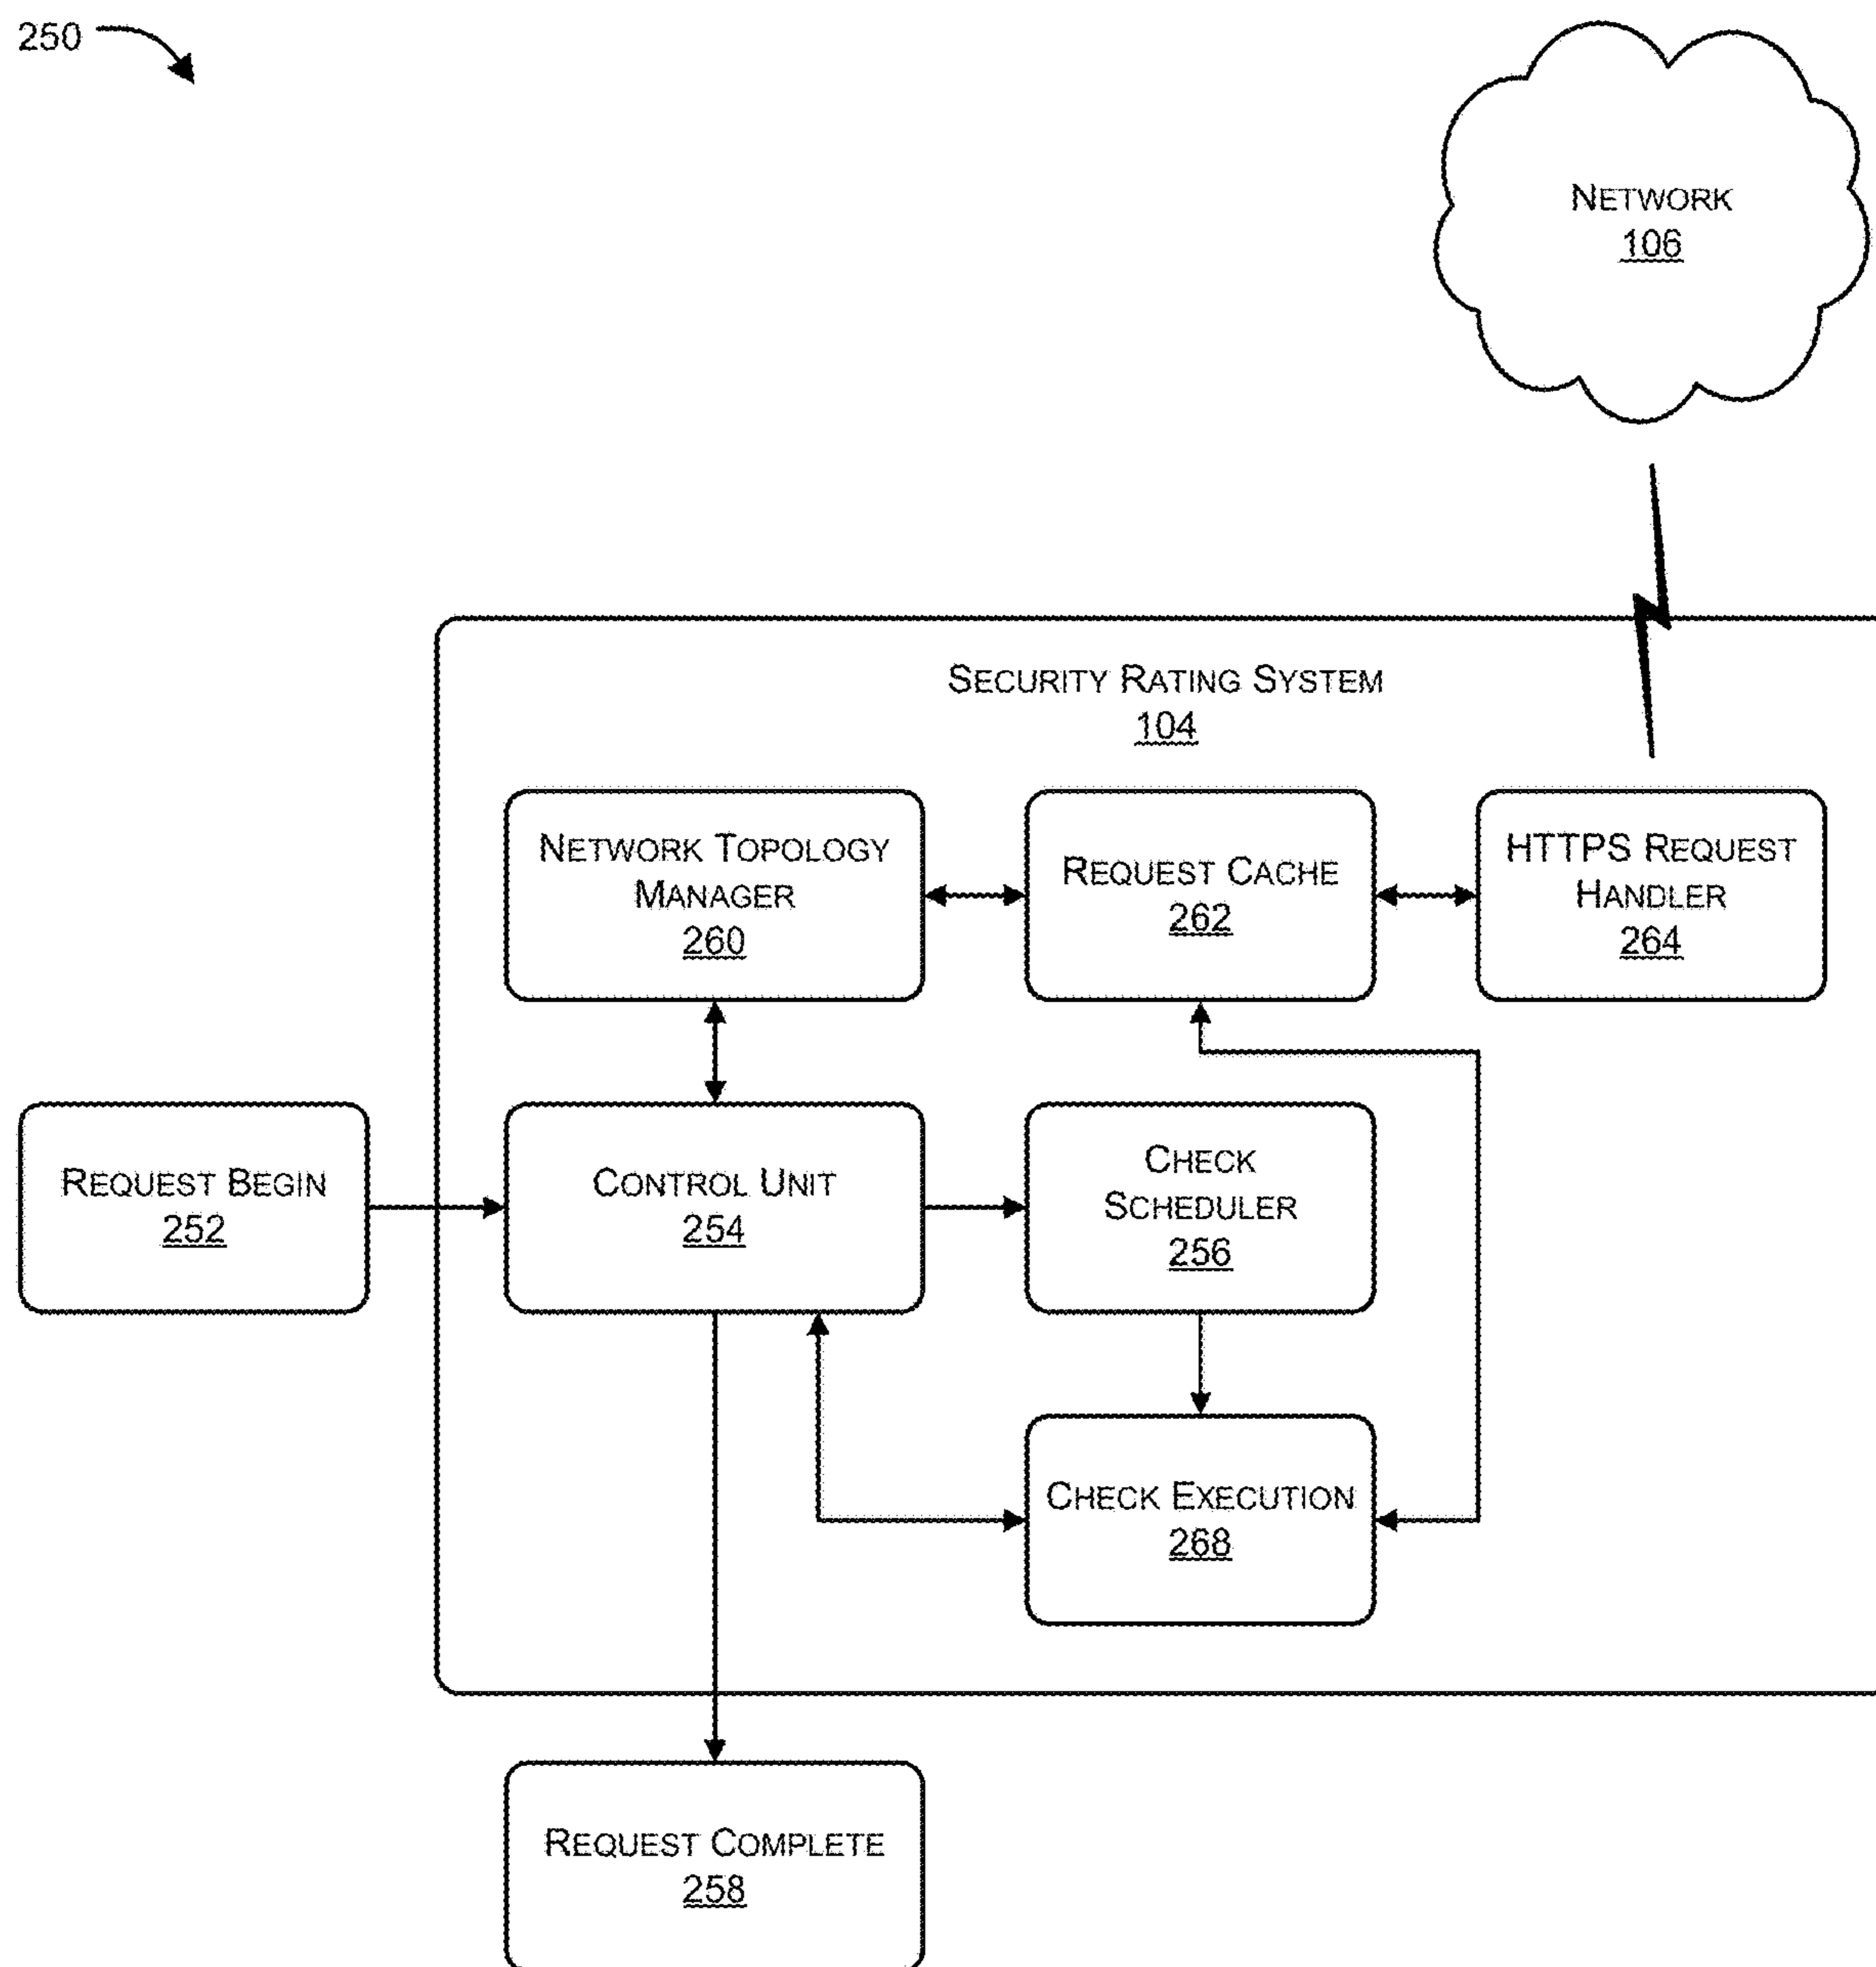 250
NETWORK
106
SECURITY RATING SYSTEM
104
NETWORK TOPOLOGY
MANAGER
260
REQUEST CACHE
262
HTTPS REQUEST
HANDLER
264
REQUEST BEGIN
252
CONTROL UNIT
254
CHECK
SCHEDULER
256
CHECK EXECUTION
268
REQUEST COMPLETE
258